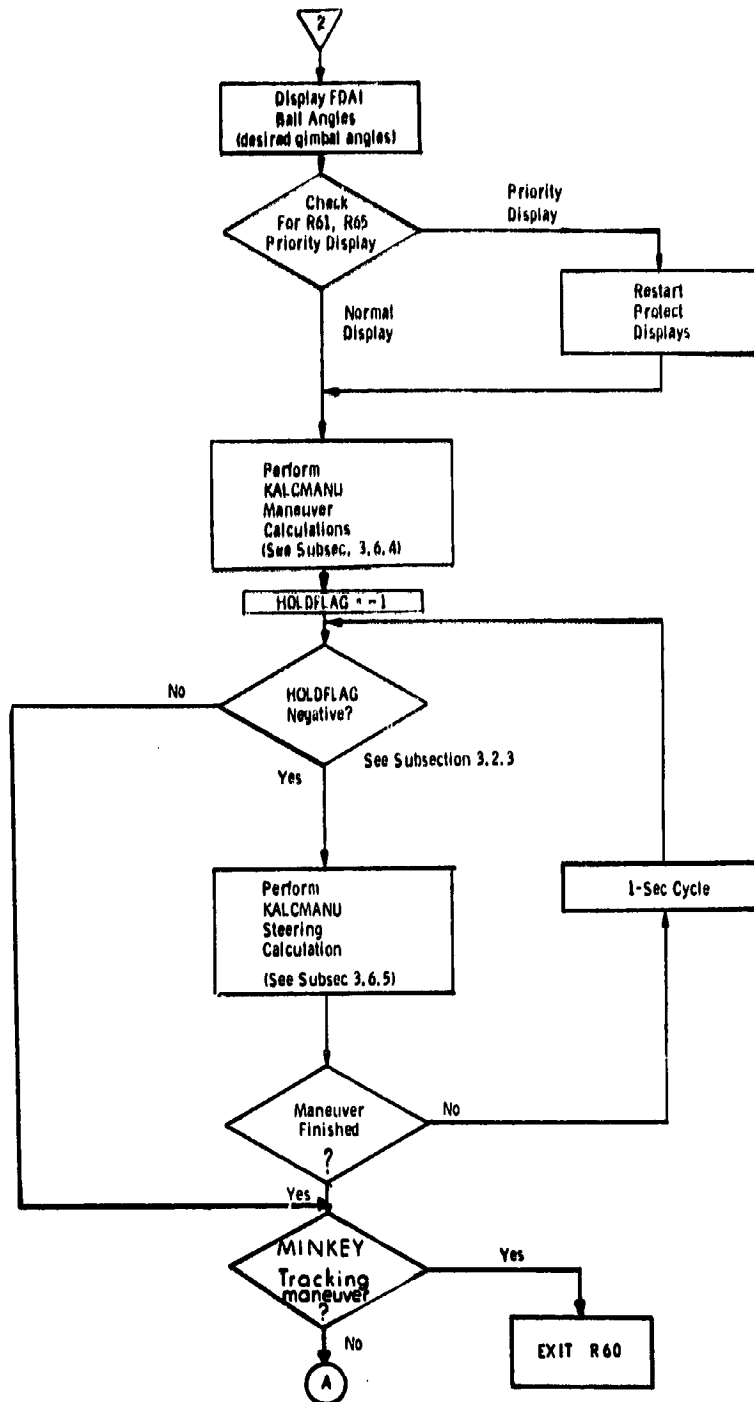 2
Display FDAI
Ball Angles
(desired gimbal angles)
Check
For R61, R65
Priority Display
Priority
Display
Restart
Protect
Displays
Normal
Display
Perform
KALCMANU
Maneuver
Calculations
(See Subsec. 3.6.4)
HOLDFLAG = -1
No
HOLDFLAG
Negative?
See Subsection 3.2.3
Yes
Perform
KALCMANU
Steering
Calculation
(See Subsec 3.6.5)
1-Sec Cycle
Maneuver
Finished
?
No
Yes
MINKEY
Tracking
maneuver
?
Yes
EXIT R60
No
A